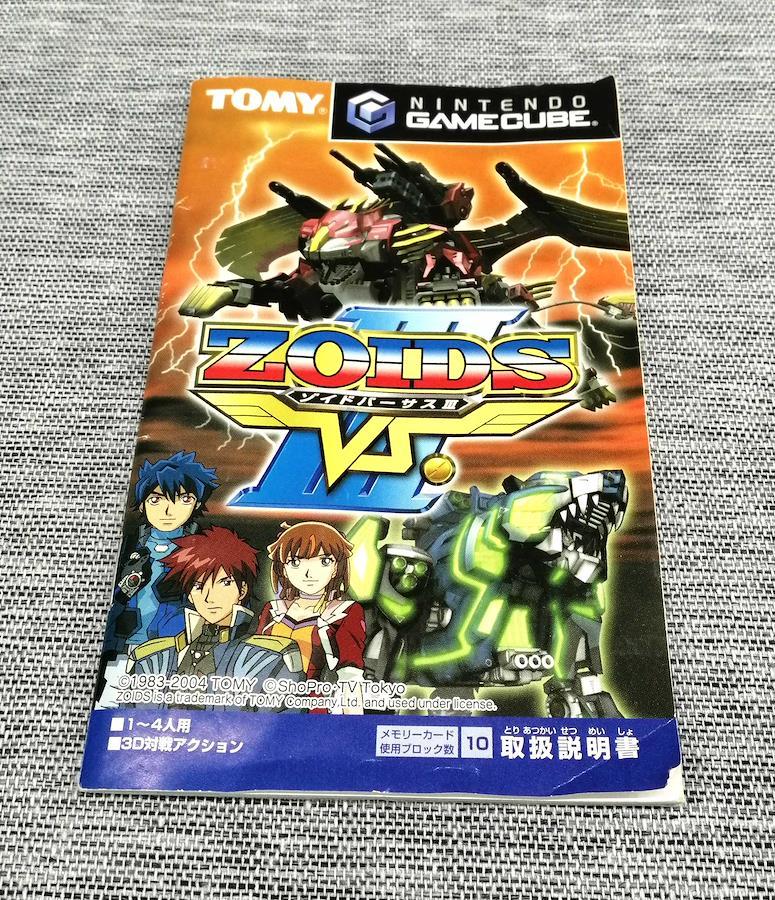 TOMY®
NINTENDO
GAMECUBE®
ZOIDS
ゾイドバーサスIII
VS.
III
©1983-2004 TOMY ©ShoPro・TV Tokyo
ZOIDS is a trademark of TOMY Company,Ltd. and used under license.
■1〜4人用
■3D対戦アクション
メモリーカード
使用ブロック数
10
とりあつかいせつめいしょ
取扱説明書